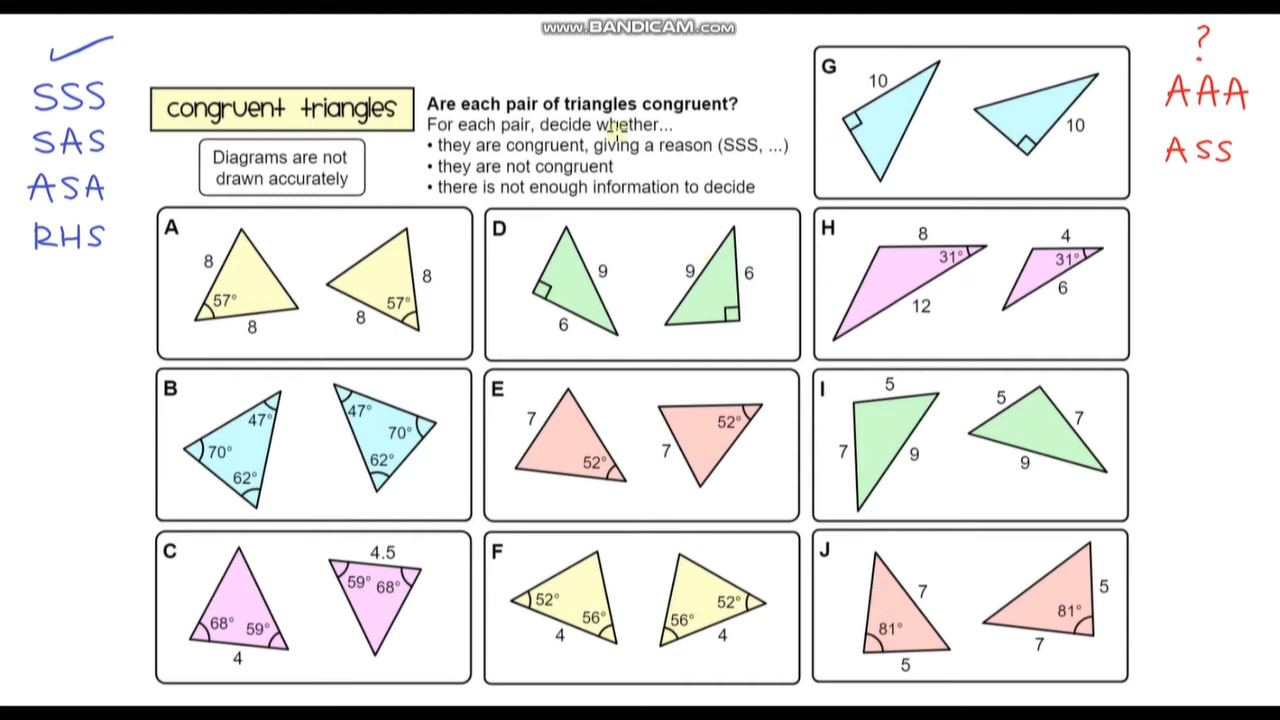 www.BANDICAM.com
✓
SSS
SAS
ASA
RHS
congruent triangles
Diagrams are not
drawn accurately
Are each pair of triangles congruent?
For each pair, decide whether...
• they are congruent, giving a reason (SSS, ...)
• they are not congruent
• there is not enough information to decide
?
AAA
ASS
A
8
57°
8
8
57°
8
B
47°
70°
62°
47°
70°
62°
C
68°
59°
4
4.5
59°
68°
D
9
6
9
6
E
7
52°
52°
7
F
52°
56°
4
52°
56°
4
G
10
10
H
8
31°
12
4
31°
6
I
5
7
9
5
7
9
J
7
81°
5
5
81°
7